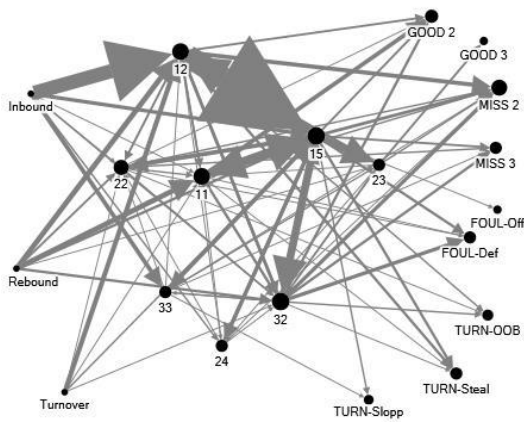 GOOD 2
GOOD 3
12
Inbound
MISS 2
15
MISS 3
22
11
23
FOUL-Off
FOUL-Def
Rebound
33
32
TURN-OOB
24
TURN-Steal
Turnover
TURN-Slopp